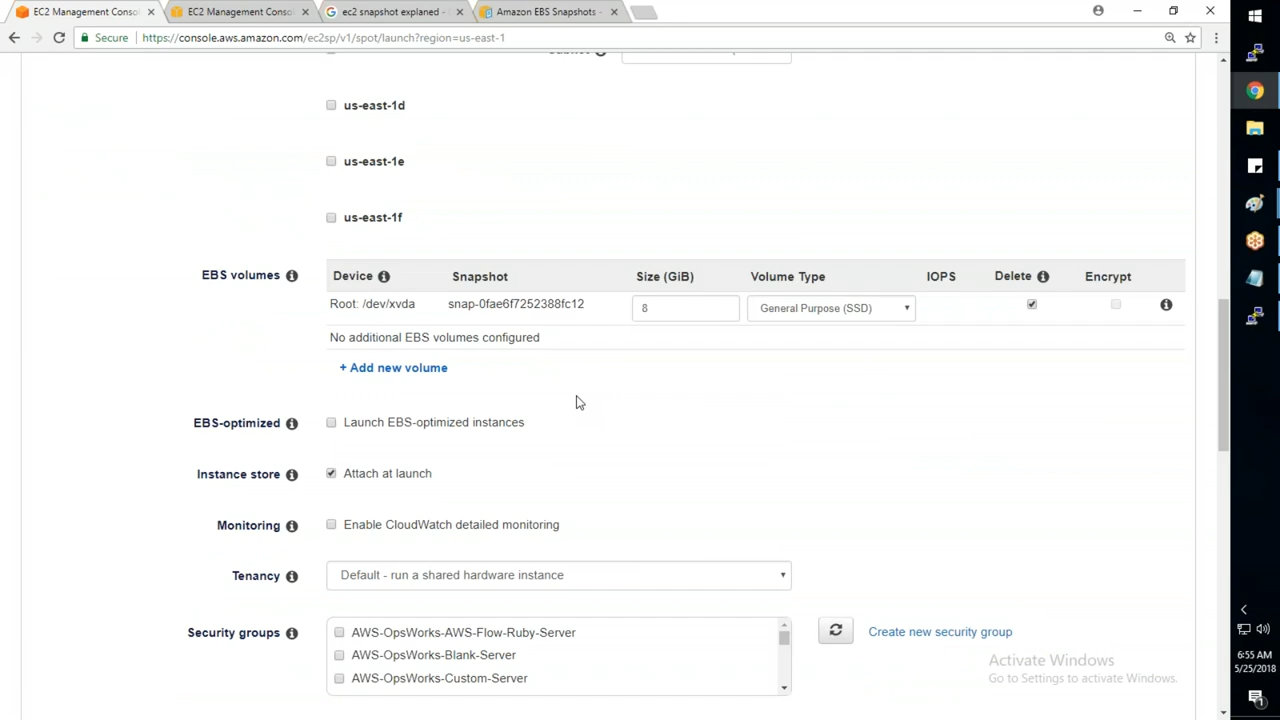 EC2 Management Conso
EC2 Management Conso
ec2 snapshot explaned -
Amazon EBS Snapshots -
Secure
https://console.aws.amazon.com/ec2sp/v1/spot/launch?region=us-east-1
us-east-1d
us-east-1e
us-east-1f
EBS volumes
Device Snapshot Size (GiB) Volume Type IOPS Delete Encrypt
Root: /dev/xvda snap-0fae6f7252388fc12 8 General Purpose (SSD)
No additional EBS volumes configured
+ Add new volume
EBS-optimized Launch EBS-optimized instances
Instance store Attach at launch
Monitoring Enable CloudWatch detailed monitoring
Tenancy Default - run a shared hardware instance
Security groups AWS-OpsWorks-AWS-Flow-Ruby-Server Create new security group
AWS-OpsWorks-Blank-Server
AWS-OpsWorks-Custom-Server
Activate Windows
Go to Settings to activate Windows.
6:55 AM
5/25/2018
1